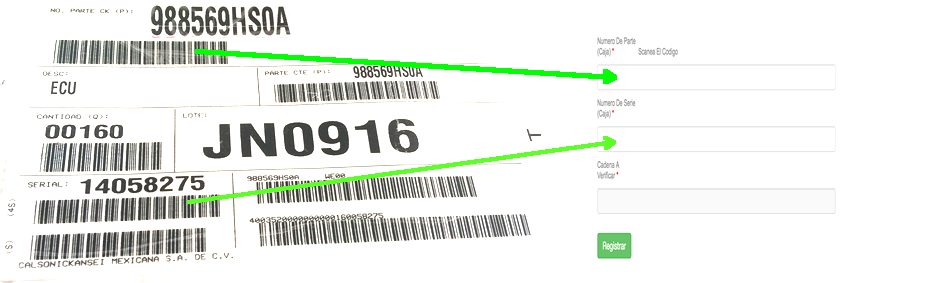 NO. PARTE CK (P):
988569HS0A
DESC:
ECU
PARTE CTE (P):
988569HS0A
CANTIDAD (Q):
00160
LOTE:
JN0916
T
SERIAL:
14058275
(4S)
988569HS0A WE00
4003520000000000160058275
(S)
CALSONICKANSEI MEXICANA S.A. DE C.V.
Numero De Parte
(Caja) * Scanea El Codigo
Numero De Serie
(Caja) *
Cadena A
Verificar *
Registrar